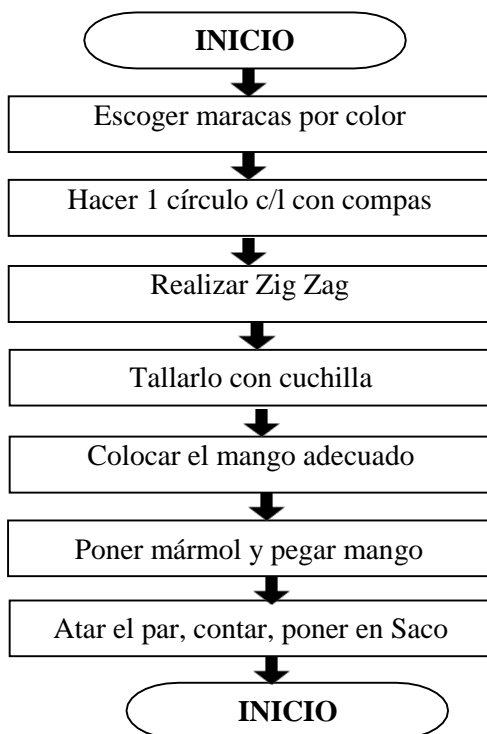 INICIO
Escoger maracas por color
Hacer 1 círculo c/l con compas
Realizar Zig Zag
Tallarlo con cuchilla
Colocar el mango adecuado
Poner mármol y pegar mango
Atar el par, contar, poner en Saco
INICIO